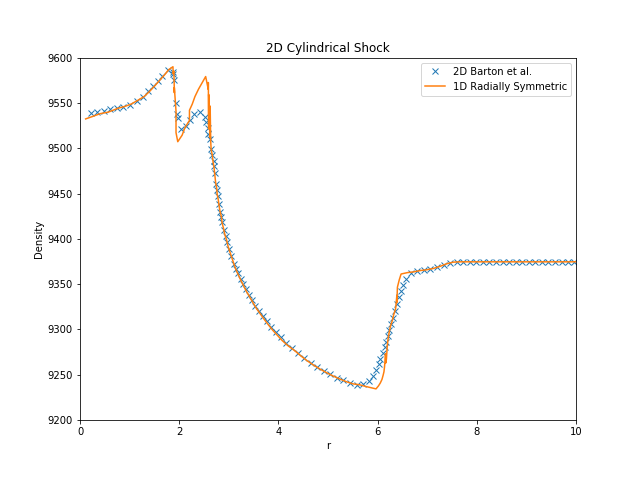 2D Cylindrical Shock
2D Barton et al.
1D Radially Symmetric
9600
9550
9500
9450
9400
9350
9300
9250
9200
Density
0 2 4 6 8 10
r